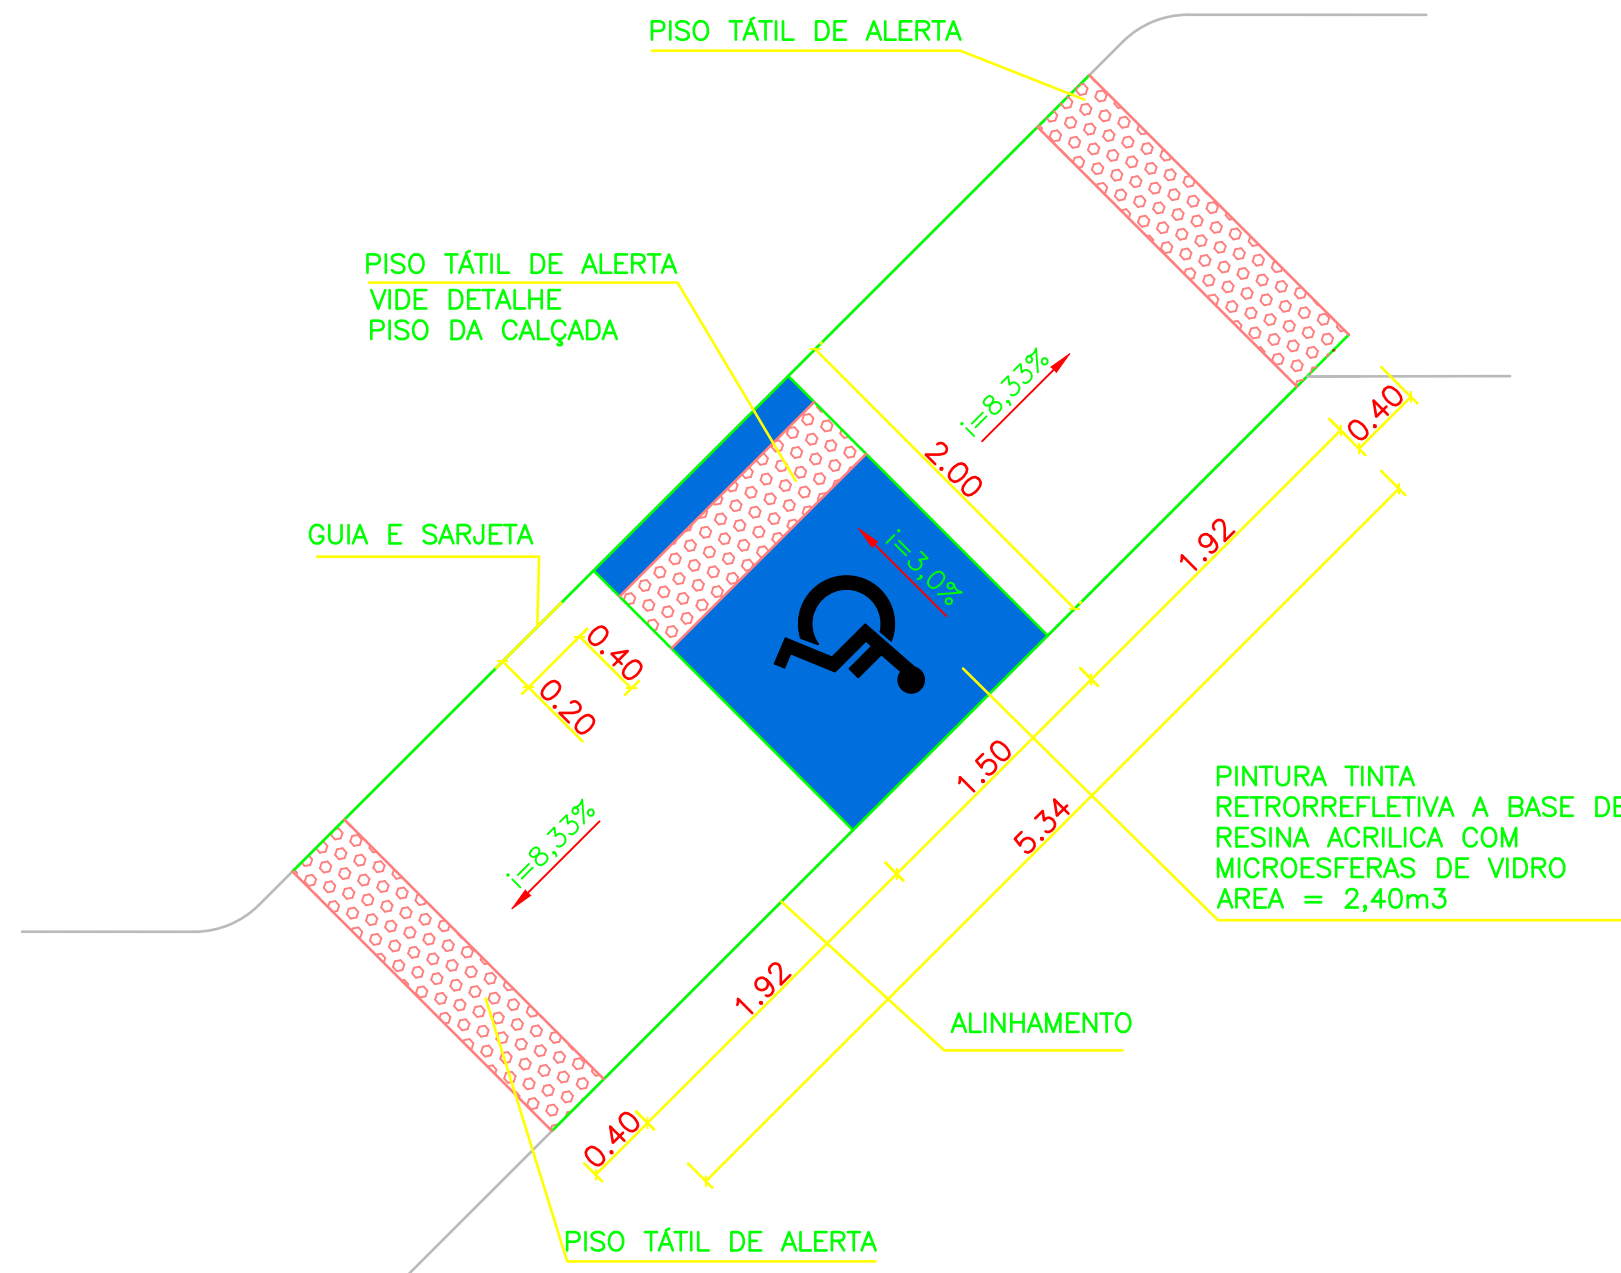 PISO TÁTIL DE ALERTA
PISO TÁTIL DE ALERTA
VIDE DETALHE
PISO DA CALÇADA
i=8,33%
0.40
2.00
GUIA E SARJETA
i=3,0%
1.92
0.40
0.20
1.50
5.34
PINTURA TINTA
RETRORREFLETIVA A BASE DE
RESINA ACRILICA COM
MICROESFERAS DE VIDRO
AREA = 2,40m3
i=8,33%
1.92
ALINHAMENTO
0.40
PISO TÁTIL DE ALERTA